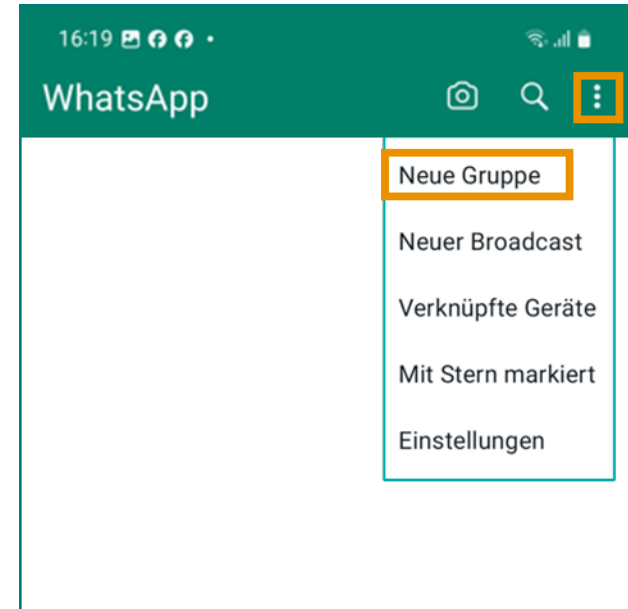 16:19
WhatsApp
Neue Gruppe
Neuer Broadcast
Verknüpfte Geräte
Mit Stern markiert
Einstellungen